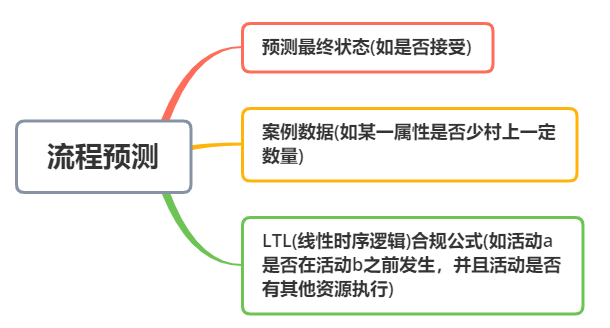 预测最终状态(如是否接受)
流程预测
案例数据(如某一属性是否少村上一定
数量)
LTL(线性时序逻辑)合规公式(如活动a
是否在活动b之前发生，并且活动是否
有其他资源执行)